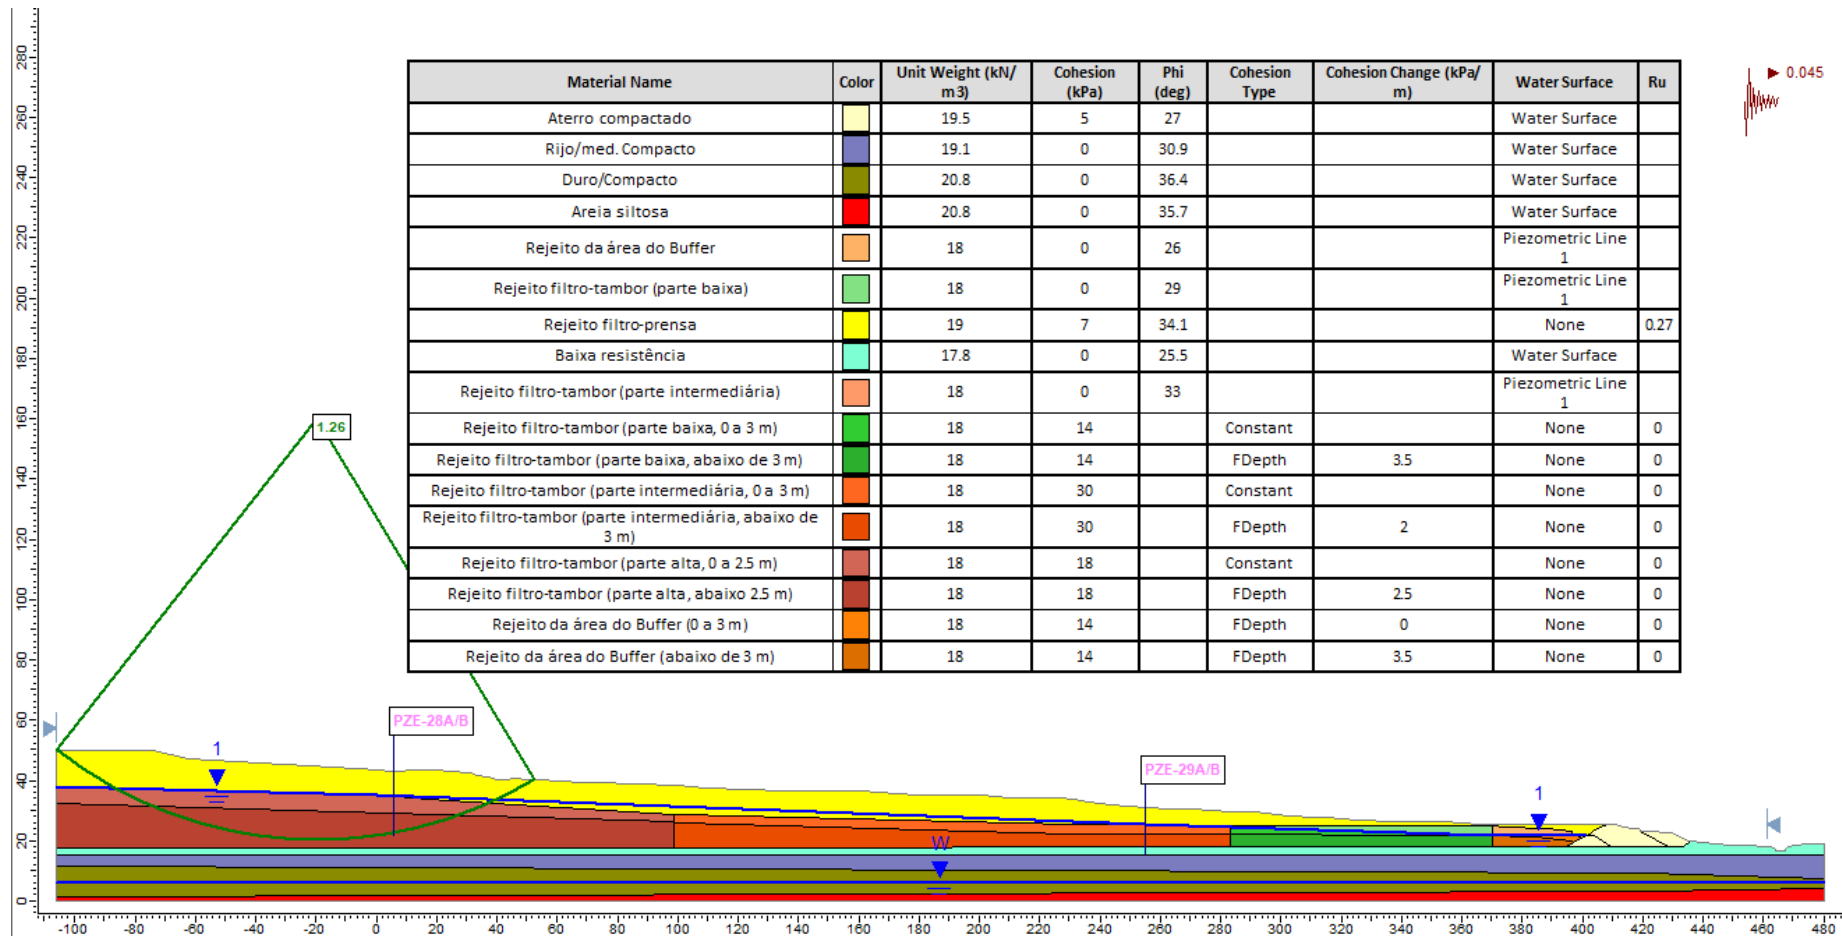 Material Name Color Unit Weight (kN/ Cohesion Phi Cohesion Cohesion Change (kPa/ Water Surface Ru
m3) (kPa) (deg) Type m)
Aterro compactado 19.5 5 27 Water Surface
Rijo/med. Compacto 19.1 0 30.9 Water Surface
Duro/Compacto 20.8 0 36.4 Water Surface
Areia siltosa 20.8 0 35.7 Water Surface
Rejeito da área do Buffer 18 0 26 Piezometric Line
1
Rejeito filtro-tambor (parte baixa) 18 0 29 Piezometric Line
1
Rejeito filtro-prensa 19 7 34.1 None 0.27
Baixa resistência 17.8 0 25.5 Water Surface
Rejeito filtro-tambor (parte intermediária) 18 0 33 Piezometric Line
1
Rejeito filtro-tambor (parte baixa, 0 a 3 m) 18 14 Constant None 0
Rejeito filtro-tambor (parte baixa, abaixo de 3 m) 18 14 FDepth 3.5 None 0
Rejeito filtro-tambor (parte intermediária, 0 a 3 m) 18 30 Constant None 0
Rejeito filtro-tambor (parte intermediária, abaixo de
3 m) 18 30 FDepth 2 None 0
Rejeito filtro-tambor (parte alta, 0 a 2.5 m) 18 18 Constant None 0
Rejeito filtro-tambor (parte alta, abaixo 2.5 m) 18 18 FDepth 2.5 None 0
Rejeito da área do Buffer (0 a 3 m) 18 14 FDepth 0 None 0
Rejeito da área do Buffer (abaixo de 3 m) 18 14 FDepth 3.5 None 0
0.045
1.26
PZE-28A/B
1
PZE-29A/B
1
W
280
260
240
220
200
180
160
140
120
100
80
60
40
20
0
-100 -80 -60 -40 -20 0 20 40 60 80 100 120 140 160 180 200 220 240 260 280 300 320 340 360 380 400 420 440 460 480